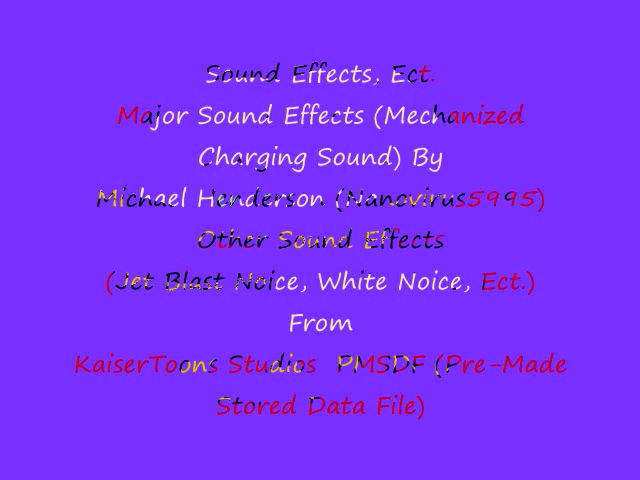 Sound Effects, Ect.
Major Sound Effects (Mechanized
Charging Sound) By
Michael Henderson (Nanovirus5995)
Other Sound Effects
(Jet Blast Noice, White Noice, Ect.)
From
KaiserToons Studios PMSDF (Pre-Made
Stored Data File)